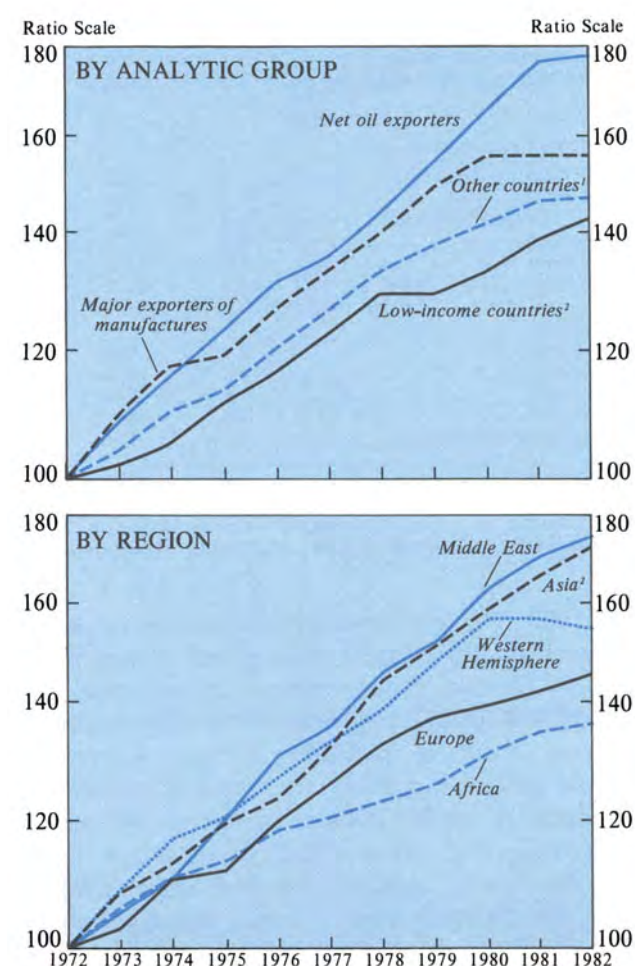 Ratio Scale Ratio Scale
180 180
BY ANALYTIC GROUP
Net oil exporters
160 160
Other countries¹
140 140
Major exporters of
manufactures
Low-income countries²
120 120
100 100
180 180
BY REGION
Middle East
Asia²
160 160
Western
Hemisphere
140 140
Europe
Africa
120 120
100 100
1972 1973 1974 1975 1976 1977 1978 1979 1980 1981 1982